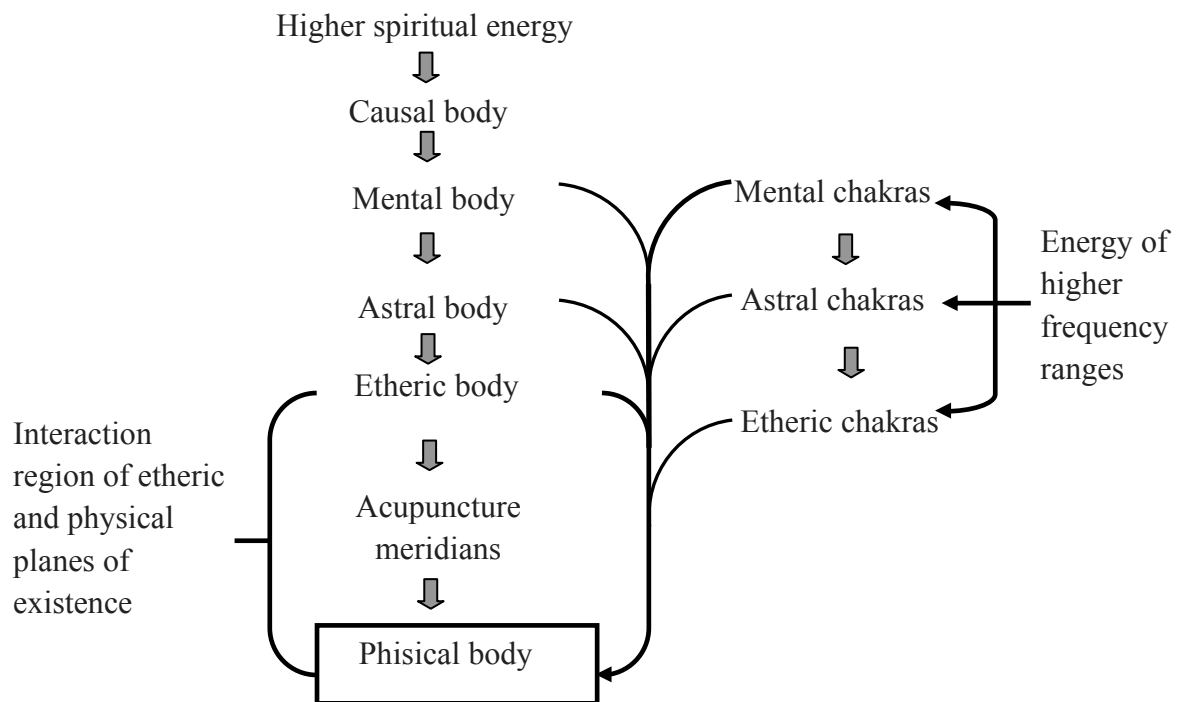 Higher spiritual energy
Causal body
Mental body
Astral body
Etheric body
Acupuncture
meridians
Phisical body
Mental chakras
Astral chakras
Etheric chakras
Energy of
higher
frequency
ranges
Interaction
region of etheric
and physical
planes of
existence